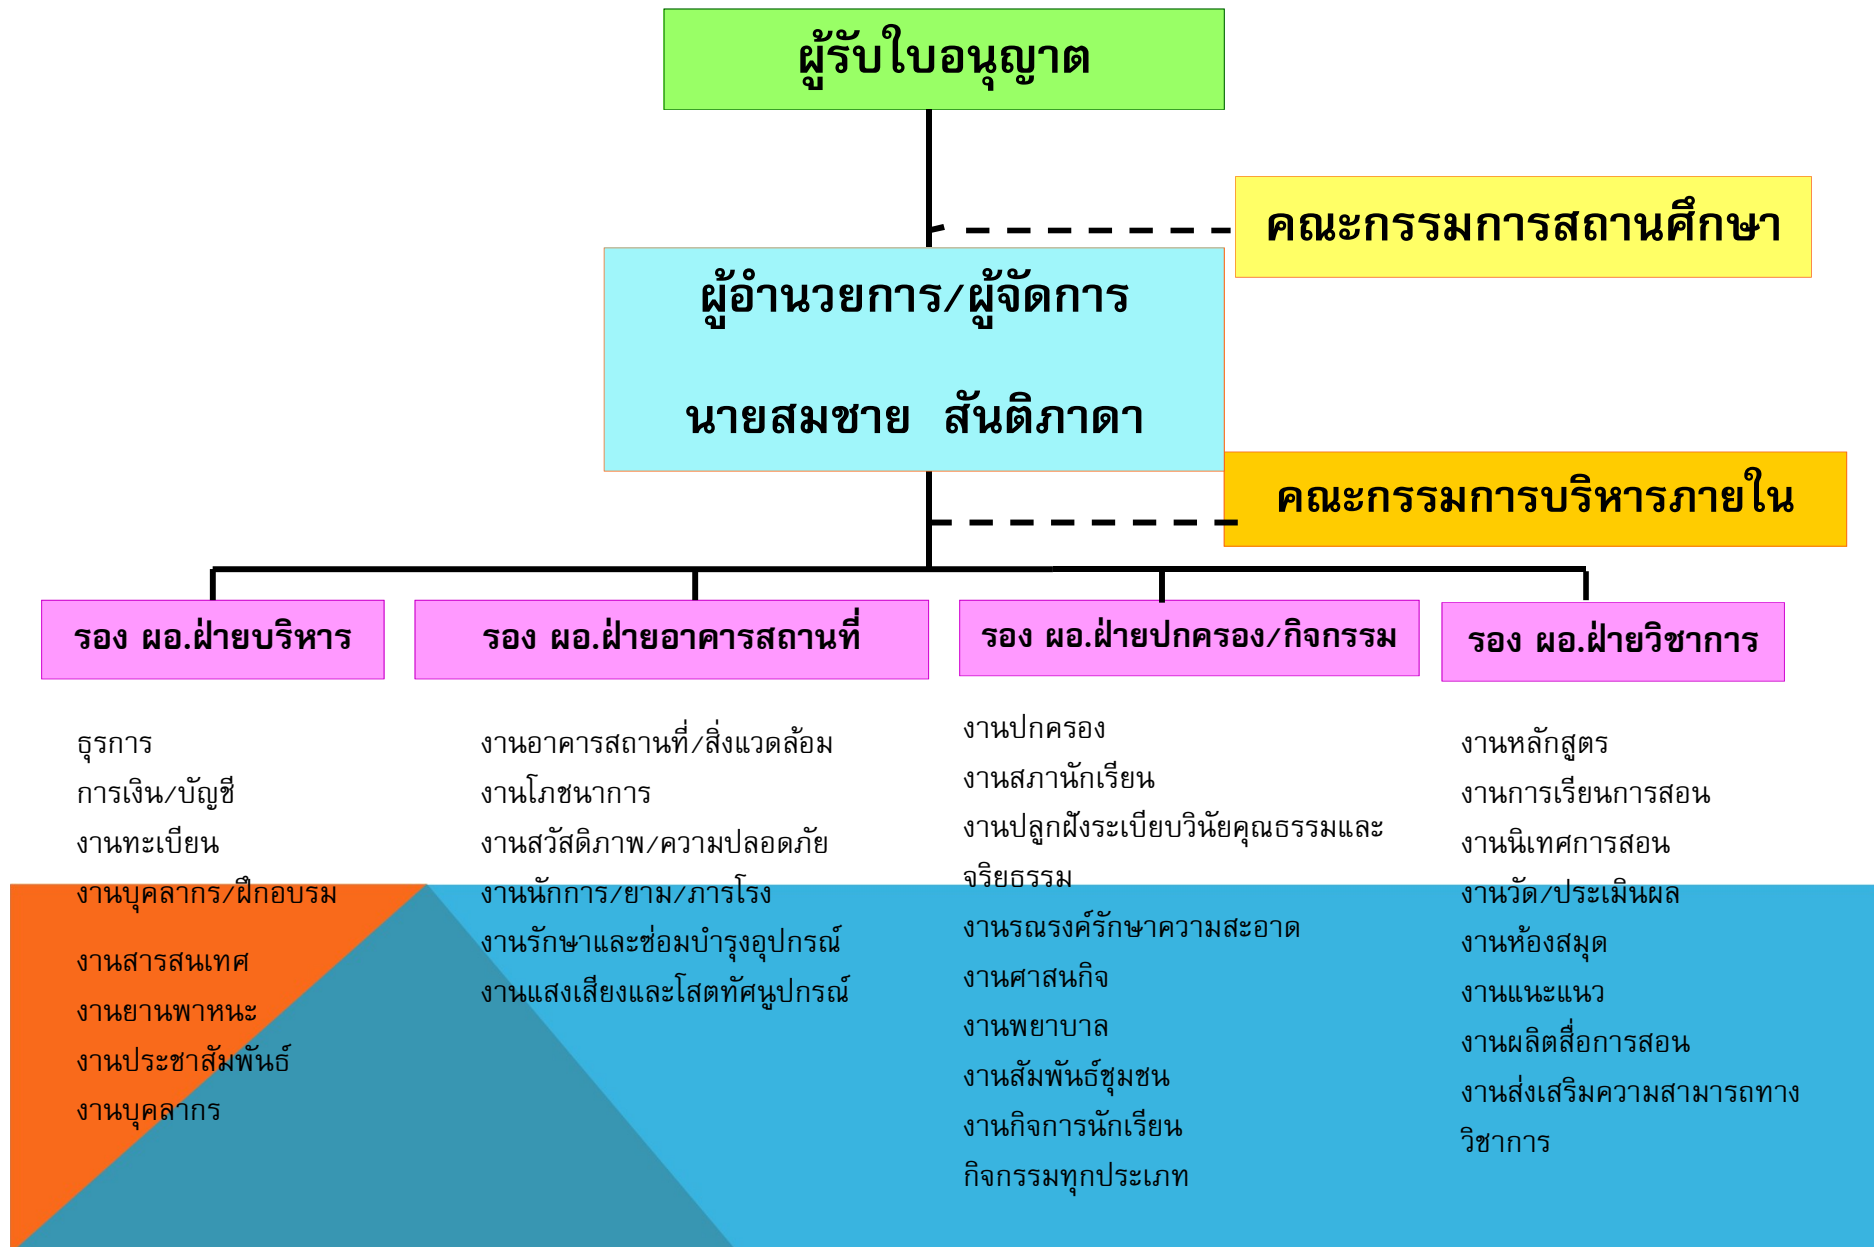 ผู้รับใบอนุญาต
คณะกรรมการสถานศึกษา
ผู้อำนวยการ/ผู้จัดการ
นายสมชาย สันติภาดา
คณะกรรมการบริหารภายใน
รอง ผอ.ฝ่ายบริหาร
ธุรการ
การเงิน/บัญชี
งานทะเบียน
งานบุคลากร/ฝึกอบรม
งานสารสนเทศ
งานยานพาหนะ
งานประชาสัมพันธ์
งานบุคลากร
รอง ผอ.ฝ่ายอาคารสถานที่
งานอาคารสถานที่/สิ่งแวดล้อม
งานโภชนาการ
งานสวัสดิภาพ/ความปลอดภัย
งานนักการ/ยาม/ภารโรง
งานรักษาและซ่อมบำรุงอุปกรณ์
งานแสงเสียงและโสตทัศนูปกรณ์
รอง ผอ.ฝ่ายปกครอง/กิจกรรม
งานปกครอง
งานสภานักเรียน
งานปลูกฝังระเบียบวินัยคุณธรรมและ
จริยธรรม
งานรณรงค์รักษาความสะอาด
งานศาสนกิจ
งานพยาบาล
งานสัมพันธ์ชุมชน
งานกิจการนักเรียน
กิจกรรมทุกประเภท
รอง ผอ.ฝ่ายวิชาการ
งานหลักสูตร
งานการเรียนการสอน
งานนิเทศการสอน
งานวัด/ประเมินผล
งานห้องสมุด
งานแนะแนว
งานผลิตสื่อการสอน
งานส่งเสริมความสามารถทาง
วิชาการ